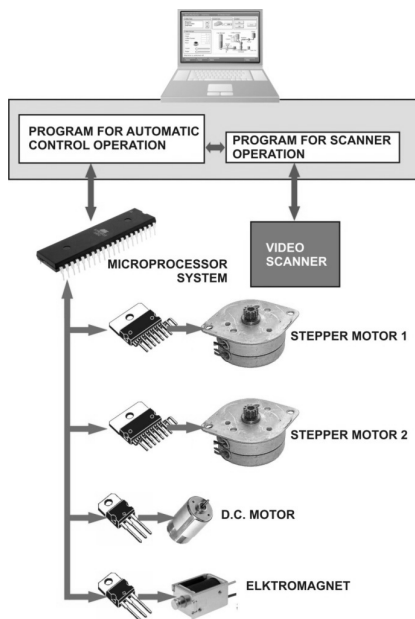 PROGRAM FOR AUTOMATIC
CONTROL OPERATION
PROGRAM FOR SCANNER
OPERATION
MICROPROCESSOR
SYSTEM
VIDEO
SCANNER
STEPPER MOTOR 1
STEPPER MOTOR 2
D.C. MOTOR
ELKTROMAGNET